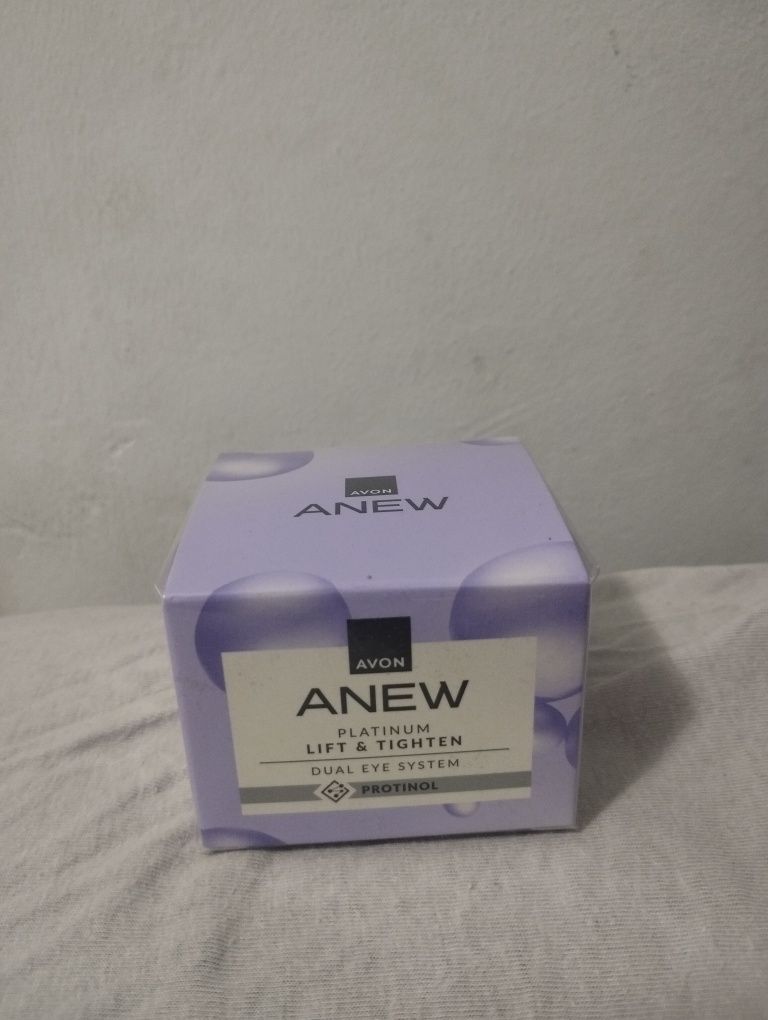 AVON
ANEW
AVON
ANEW
PLATINUM
LIFT & TIGHTEN
DUAL EYE SYSTEM
PROTINOL